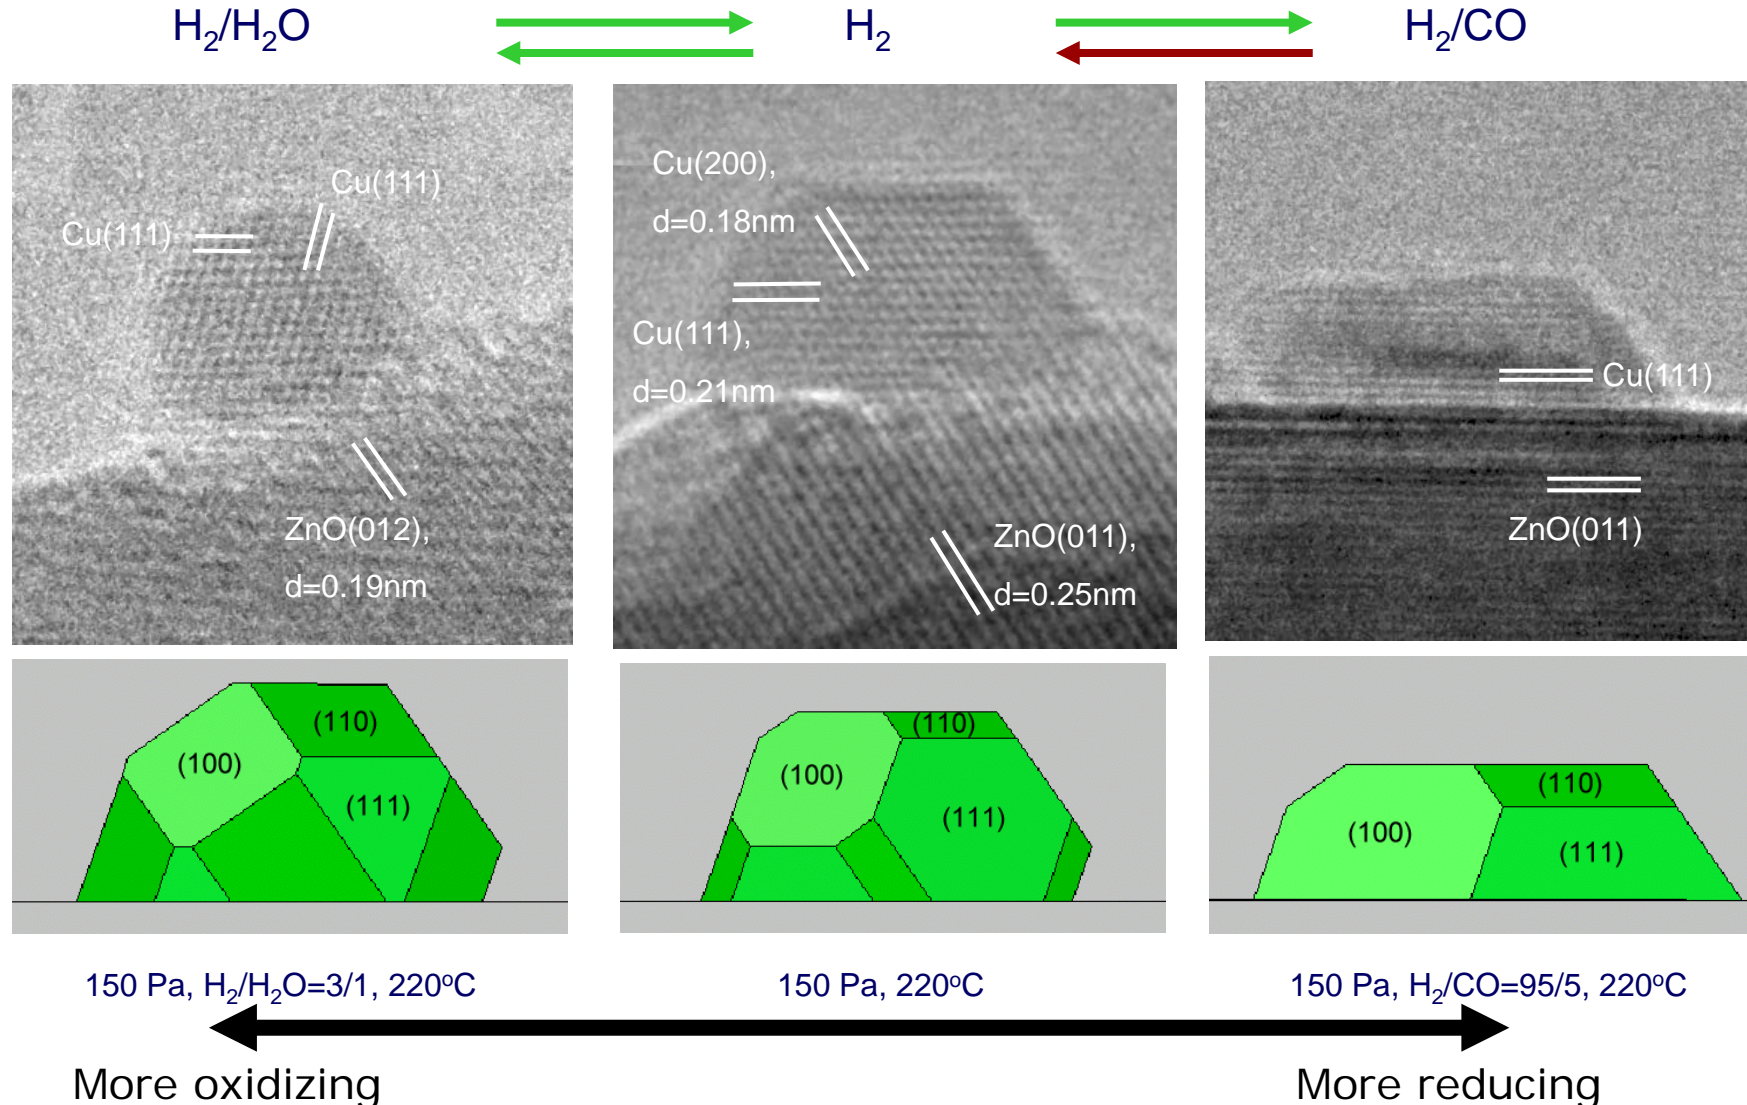 H₂/H₂O
H₂
H₂/CO
Cu(111)
Cu(111)
ZnO(012),
d=0.19nm
Cu(200),
d=0.18nm
Cu(111),
d=0.21nm
ZnO(011),
d=0.25nm
Cu(111)
ZnO(011)
(110)
(100)
(111)
(110)
(100)
(111)
(110)
(100)
(111)
150 Pa, H₂/H₂O=3/1, 220°C
150 Pa, 220°C
150 Pa, H₂/CO=95/5, 220°C
More oxidizing
More reducing